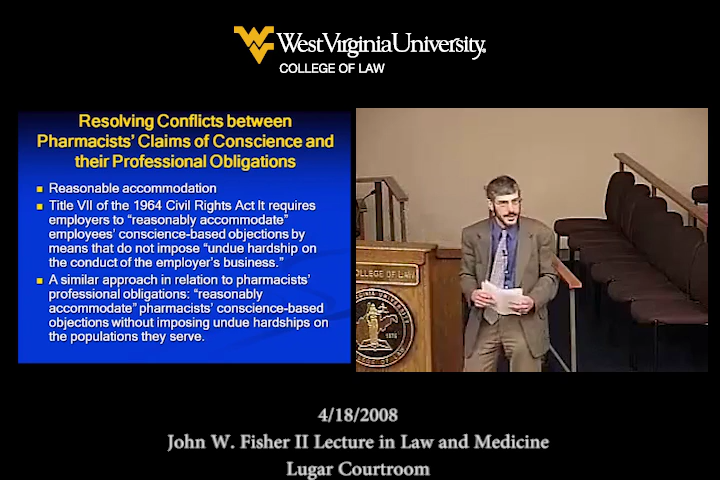 West Virginia University.
COLLEGE OF LAW
Resolving Conflicts between
Pharmacists' Claims of Conscience and
their Professional Obligations
Reasonable accommodation
Title VII of the 1964 Civil Rights Act It requires
employers to “reasonably accommodate”
employees' conscience-based objections by
means that do not impose “undue hardship on
the conduct of the employer's business.”
A similar approach in relation to pharmacists'
professional obligations: “reasonably
accommodate” pharmacists' conscience-based
objections without imposing undue hardships on
the populations they serve.
COLLEGE OF LAW
4/18/2008
John W. Fisher II Lecture in Law and Medicine
Lugar Courtroom